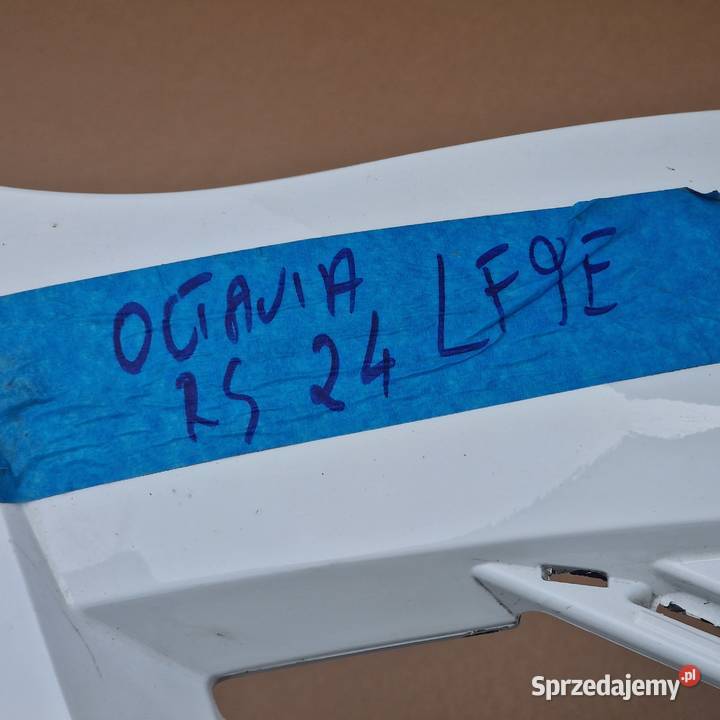 OCTAVIA LF9E
RS 24
Sprzedajemy.pl